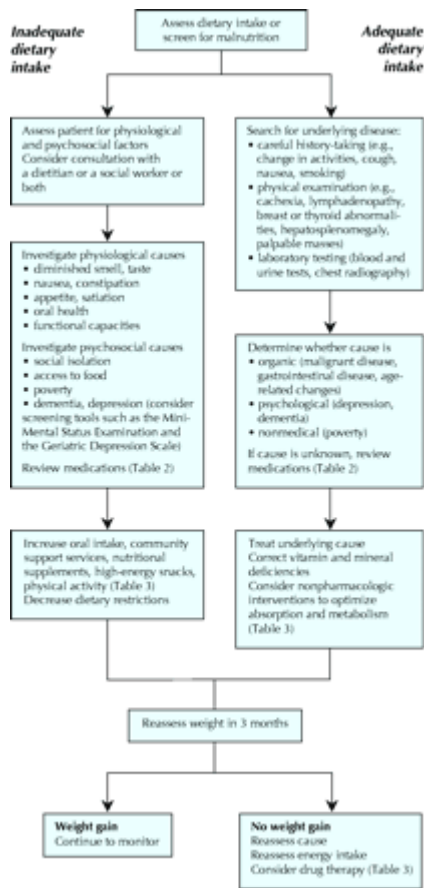 Assess dietary intake or
screen for malnutrition
Inadequate
dietary
intake
Adequate
dietary
intake
Assess patient for physiological
and psychosocial factors
Consider consultation with
a dietitian or a social worker or
both
Investigate physiological causes
▪ diminished smell, taste
▪ nausea, constipation
▪ appetite, satiation
▪ oral health
▪ functional capacities
Investigate psychosocial causes
▪ social isolation
▪ access to food
▪ poverty
▪ dementia, depression (consider
screening tools such as the Mini-
Mental Status Examination and
the Geriatric Depression Scale)
Review medications (Table 2)
Increase oral intake, community
support services, nutritional
supplements, high-energy snacks,
physical activity (Table 3)
Decrease dietary restrictions
Search for underlying disease:
▪ careful history-taking (e.g.,
change in activities, cough,
nausea, smoking)
▪ physical examination (e.g.,
cachexia, lymphadenopathy,
breast or thyroid abnormali-
ties, hepatosplenomegaly,
palpable masses)
▪ laboratory testing (blood and
urine tests, chest radiography)
Determine whether cause is
• organic (malignant disease,
gastrointestinal disease, age-
related changes)
• psychological (depression,
dementia)
• nonmedical (poverty)
If cause is unknown, review
medications (Table 2)
Treat underlying cause
Correct vitamin and mineral
deficiencies
Consider nonpharmacologic
interventions to optimize
absorption and metabolism
(Table 3)
Reassess weight in 3 months
Weight gain
Continue to monitor
No weight gain
Reassess cause
Reassess energy intake
Consider drug therapy (Table 3)